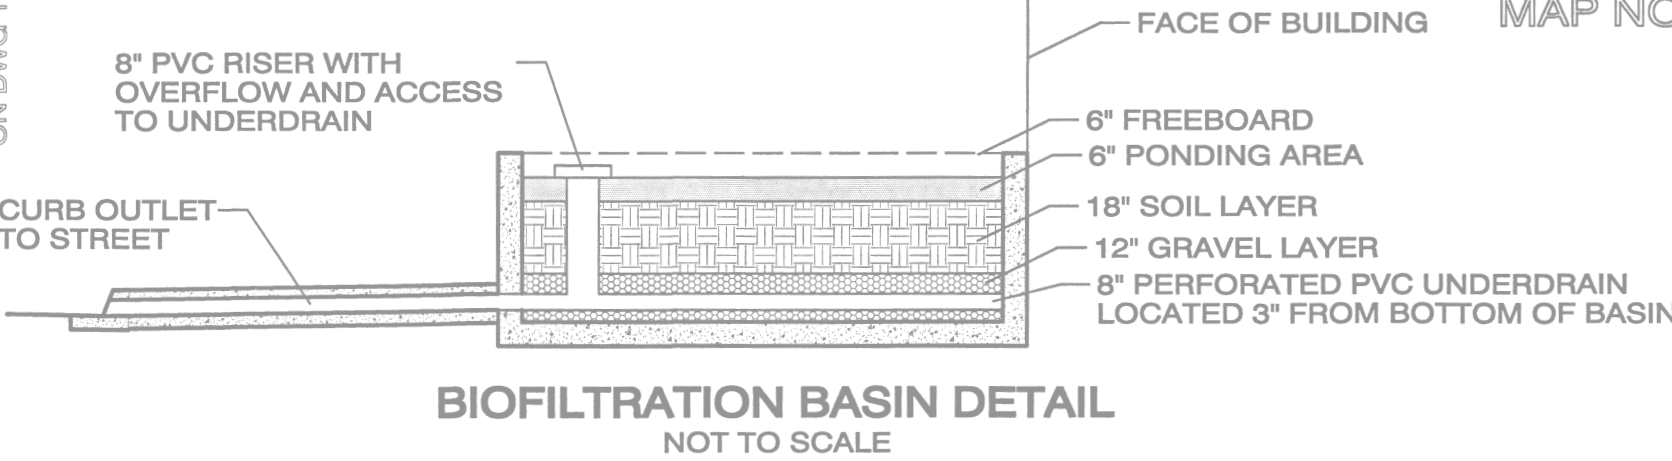 FACE OF BUILDING
MAP NO
8" PVC RISER WITH
OVERFLOW AND ACCESS
TO UNDERDRAIN
6" FREEBOARD
6" PONDING AREA
CURB OUTLET
TO STREET
18" SOIL LAYER
12" GRAVEL LAYER
8" PERFORATED PVC UNDERDRAIN
LOCATED 3" FROM BOTTOM OF BASIN
BIOFILTRATION BASIN DETAIL
NOT TO SCALE